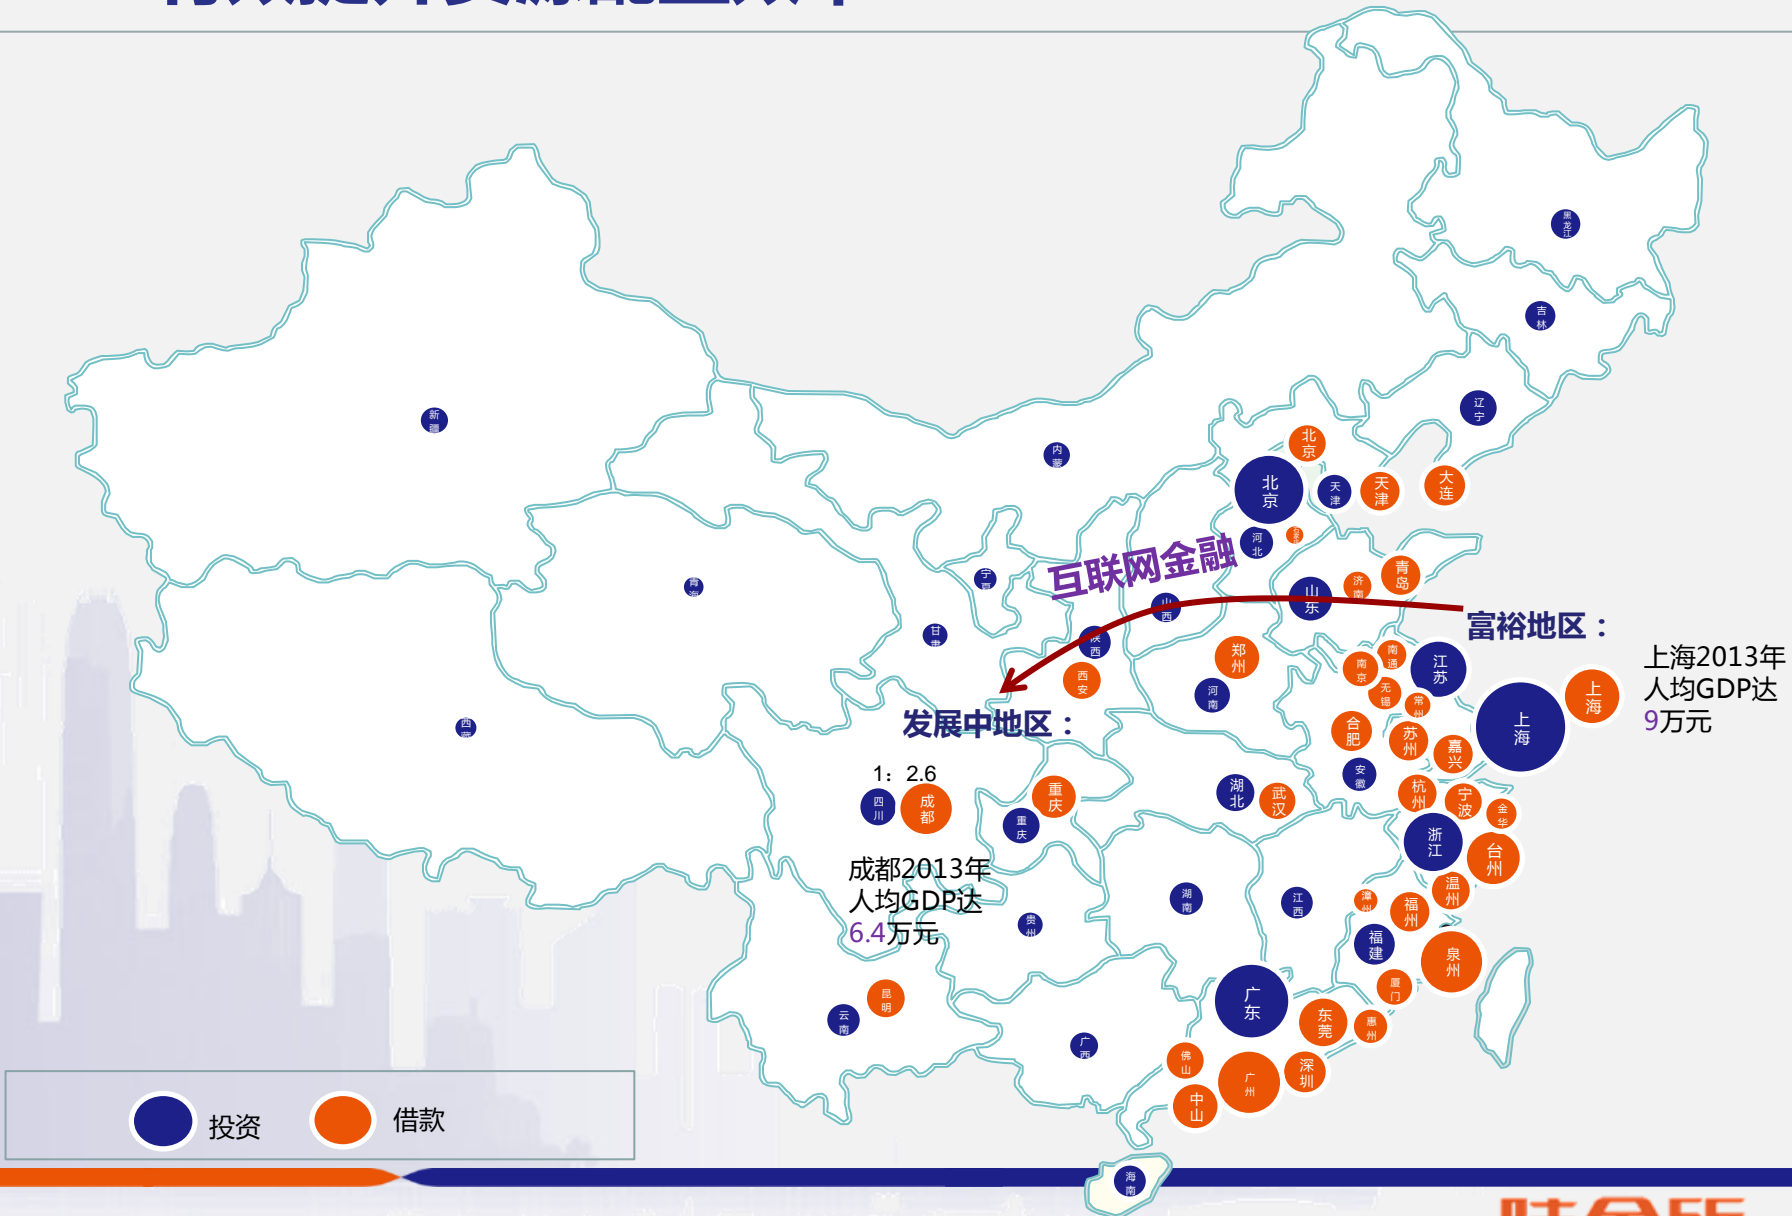 黑龙江
吉林
辽宁
新疆
内蒙
北京
北京
天津
天津
大连
河北
互联网金融
宁夏
青海
甘肃
山西
陕西
山东
济南
青岛
富裕地区：
上海2013年
人均GDP达
9万元
郑州
河南
西安
南京
南通
无锡
常州
江苏
上海
上海
西藏
发展中地区：
1：2.6
四川
成都
重庆
重庆
成都2013年
人均GDP达
6.4万元
湖北
武汉
合肥
安徽
苏州
嘉兴
杭州
宁波
金华
浙江
台州
温州
湖南
江西
漳州
福州
福建
泉州
厦门
贵州
昆明
云南
广西
广东
东莞
惠州
佛山
广州
深圳
中山
海南
投资
借款